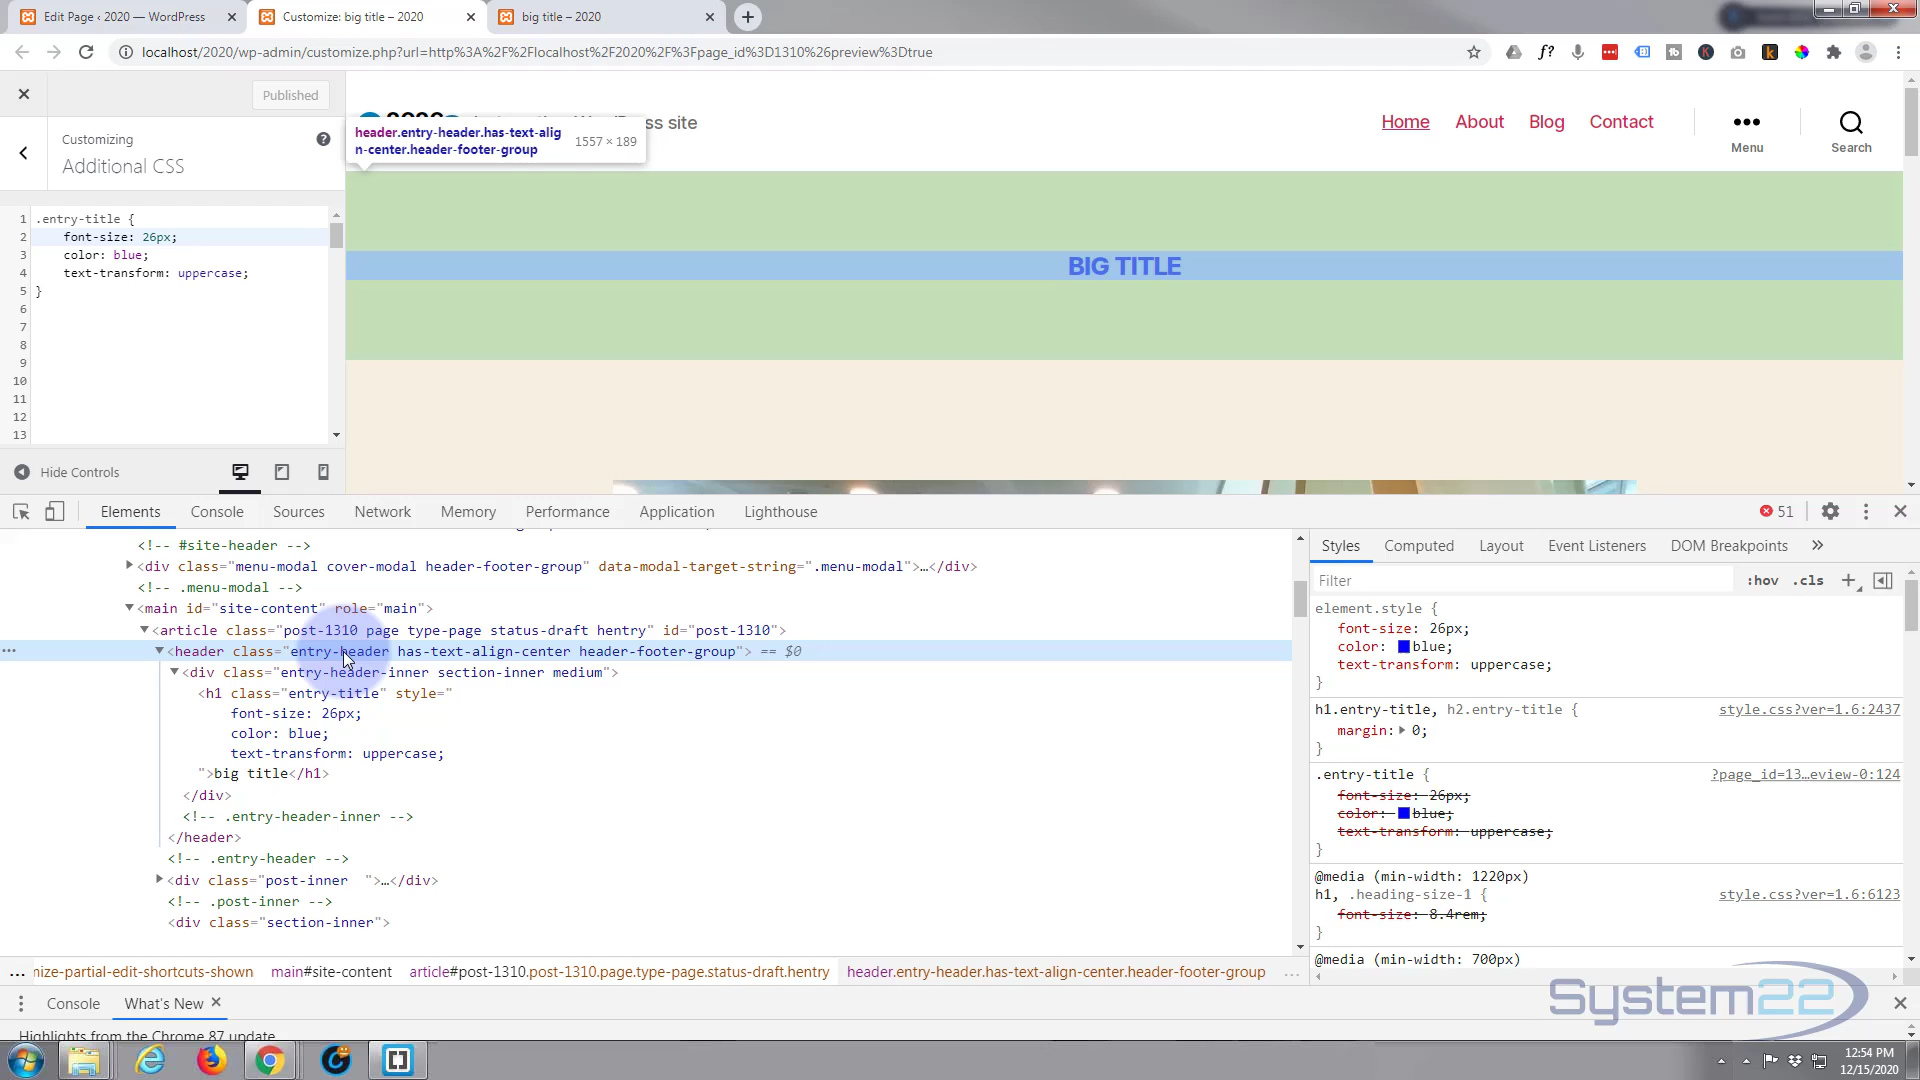 Edit Page ‹ 2020 — WordPress
Customize: big title – 2020
big title – 2020
localhost/2020/wp-admin/customize.php?url=http%3A%2F%2Flocalhost%2F2020%2F%3Fpage_id%3D1310%26preview%3Dtrue
Published
Customizing
Additional CSS
1 .entry-title {
2 font-size: 26px;
3 color: blue;
4 text-transform: uppercase;
5 }
6
7
8
9
10
11
12
13
Hide Controls
header.entry-header.has-text-alig
n-center.header-footer-group
1557 × 189
ss site
Home About Blog Contact
Menu
Search
BIG TITLE
Elements Console Sources Network Memory Performance Application Lighthouse
51
<!-- #site-header -->
<div class="menu-modal cover-modal header-footer-group" data-modal-target-string=".menu-modal">…</div>
<!-- .menu-modal -->
<main id="site-content" role="main">
<article class="post-1310 page type-page status-draft hentry" id="post-1310">
<header class="entry-header has-text-align-center header-footer-group"> == $0
<div class="entry-header-inner section-inner medium">
<h1 class="entry-title" style="
font-size: 26px;
color: blue;
text-transform: uppercase;
">big title</h1>
</div>
<!-- .entry-header-inner -->
</header>
<!-- .entry-header -->
<div class="post-inner ">…</div>
<!-- .post-inner -->
<div class="section-inner">
... nize-partial-edit-shortcuts-shown main#site-content article#post-1310.post-1310.page.type-page.status-draft.hentry header.entry-header.has-text-align-center.header-footer-group ...
Styles Computed Layout Event Listeners DOM Breakpoints »
Filter
:hov .cls +
element.style {
font-size: 26px;
color: blue;
text-transform: uppercase;
}
h1.entry-title, h2.entry-title {
style.css?ver=1.6:2437
margin: 0;
}
.entry-title {
?page_id=13…eview-0:124
font-size: 26px;
color: blue;
text-transform: uppercase;
}
@media (min-width: 1220px)
h1, .heading-size-1 {
style.css?ver=1.6:6123
font-size: 8.4rem;
}
@media (min-width: 700px)
Console What's New
Highlights from the Chrome 87 update
System22
12:54 PM
12/15/2020